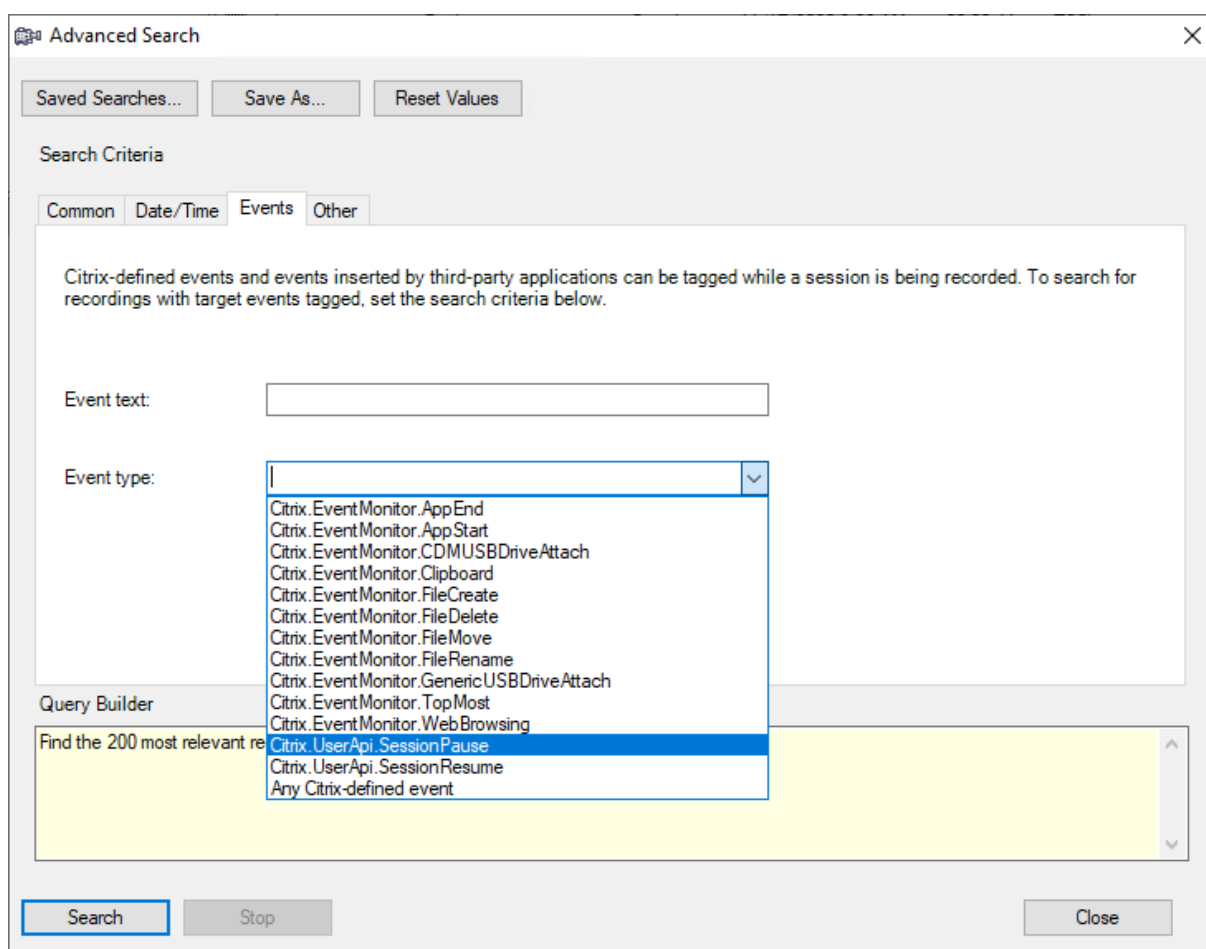 Advanced Search
Saved Searches...
Save As...
Reset Values
Search Criteria
Common
Date/Time
Events
Other
Citrix-defined events and events inserted by third-party applications can be tagged while a session is being recorded. To search for
recordings with target events tagged, set the search criteria below.
Event text:
Event type:
Citrix.EventMonitor.AppEnd
Citrix.EventMonitor.AppStart
Citrix.EventMonitor.CDMUSBDriveAttach
Citrix.EventMonitor.Clipboard
Citrix.EventMonitor.FileCreate
Citrix.EventMonitor.FileDelete
Citrix.EventMonitor.FileMove
Citrix.EventMonitor.FileRename
Citrix.EventMonitor.GenericUSBDriveAttach
Citrix.EventMonitor.TopMost
Citrix.EventMonitor.WebBrowsing
Citrix.UserApi.SessionPause
Citrix.UserApi.SessionResume
Any Citrix-defined event
Query Builder
Find the 200 most relevant re
Search
Stop
Close